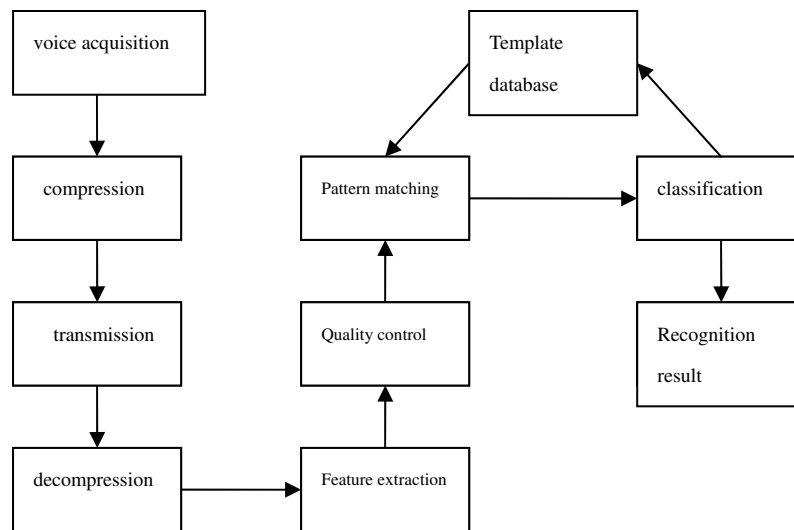 voice acquisition
compression
transmission
decompression
Feature extraction
Quality control
Pattern matching
Template
database
classification
Recognition
result